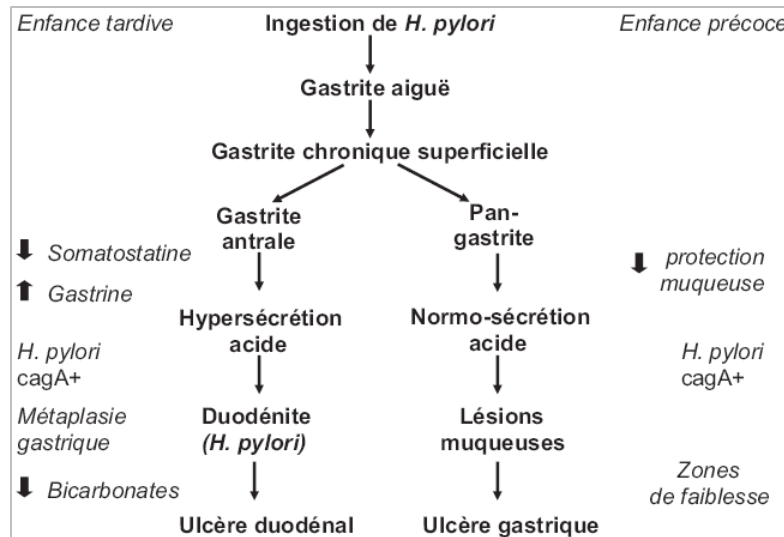 Enfance tardive
Ingestion de H. pylori
Enfance précoce
Gastrite aiguë
Gastrite chronique superficielle
Gastrite
antrale
Pan-
gastrite
Somatostatine
Gastrine
protection
muqueuse
Hypersécrétion
acide
Normo-sécrétion
acide
H. pylori
cagA+
H. pylori
cagA+
Métaplasie
gastrique
Duodénite
(H. pylori)
Lésions
muqueuses
Bicarbonates
Zones
de faiblesse
Ulcère duodénal
Ulcère gastrique